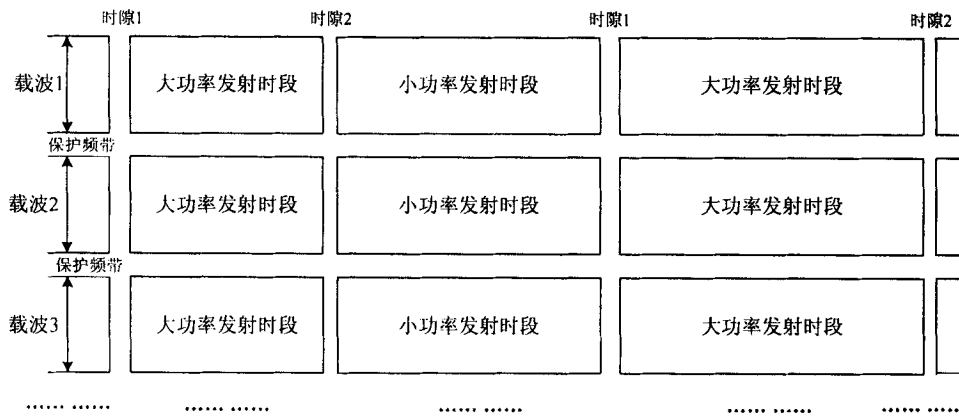 时隙1 时隙2 时隙1 时隙2
载波1 大功率发射时段 小功率发射时段 大功率发射时段
保护频带
载波2 大功率发射时段 小功率发射时段 大功率发射时段
保护频带
载波3 大功率发射时段 小功率发射时段 大功率发射时段
…… …… …… …… …… …… …… …… …… ……